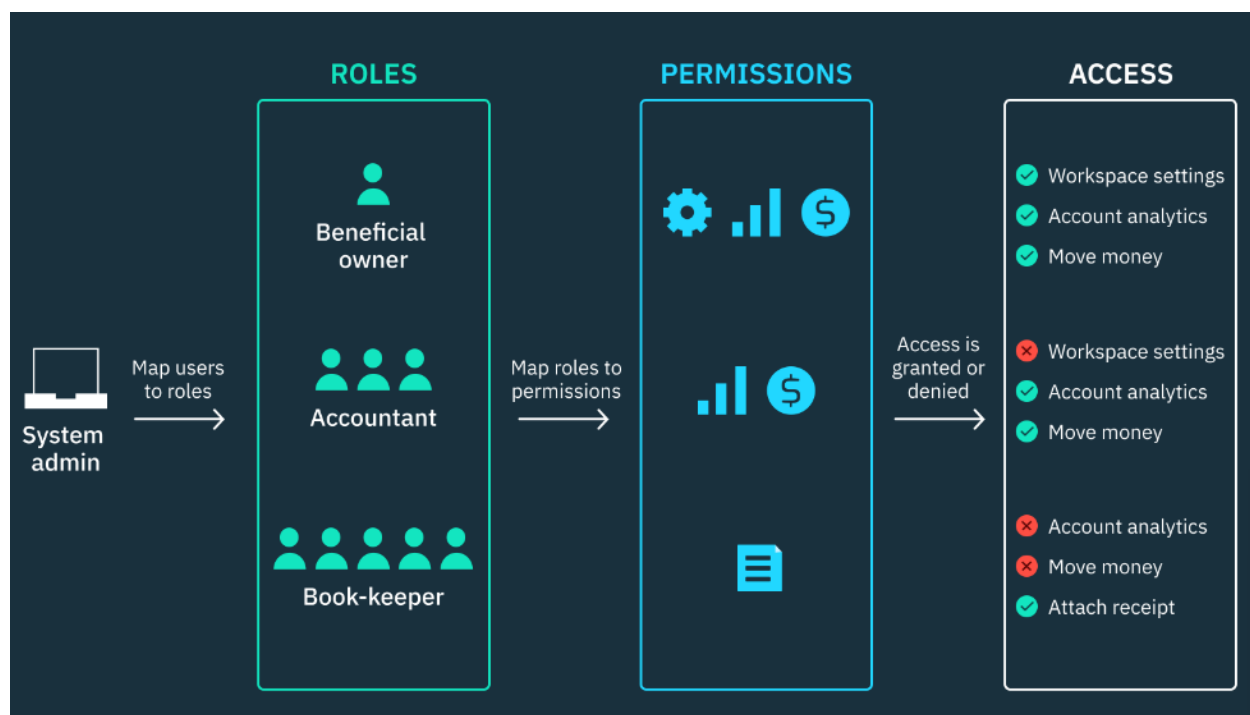 ROLES
PERMISSIONS
ACCESS
System
admin
Map users
to roles
Beneficial
owner
Accountant
Book-keeper
Map roles to
permissions
$
$
Access is
granted or
denied
Workspace settings
Account analytics
Move money
Workspace settings
Account analytics
Move money
Account analytics
Move money
Attach receipt